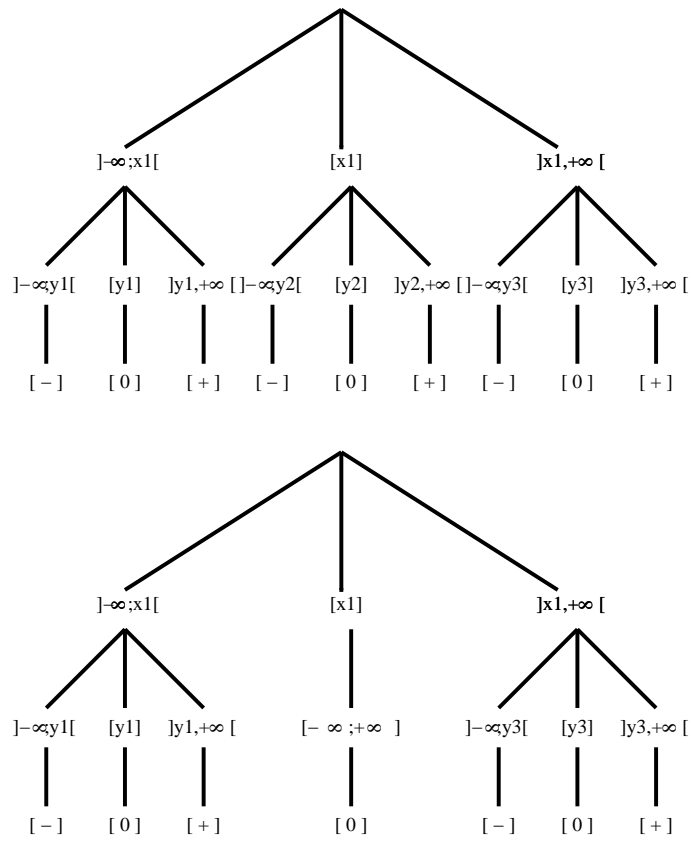 ]−∞;x1[ [x1] ]x1,+∞ [
]−∞;y1[ [y1] ]y1,+∞ [ ]−∞;y2[ [y2] ]y2,+∞ [ ]−∞;y3[ [y3] ]y3,+∞ [
[ − ] [ 0 ] [ + ] [ − ] [ 0 ] [ + ] [ − ] [ 0 ] [ + ]
]−∞;x1[ [x1] ]x1,+∞ [
]−∞;y1[ [y1] ]y1,+∞ [ [− ∞ ;+∞ ] ]−∞;y3[ [y3] ]y3,+∞ [
[ − ] [ 0 ] [ + ] [ 0 ] [ − ] [ 0 ] [ + ]